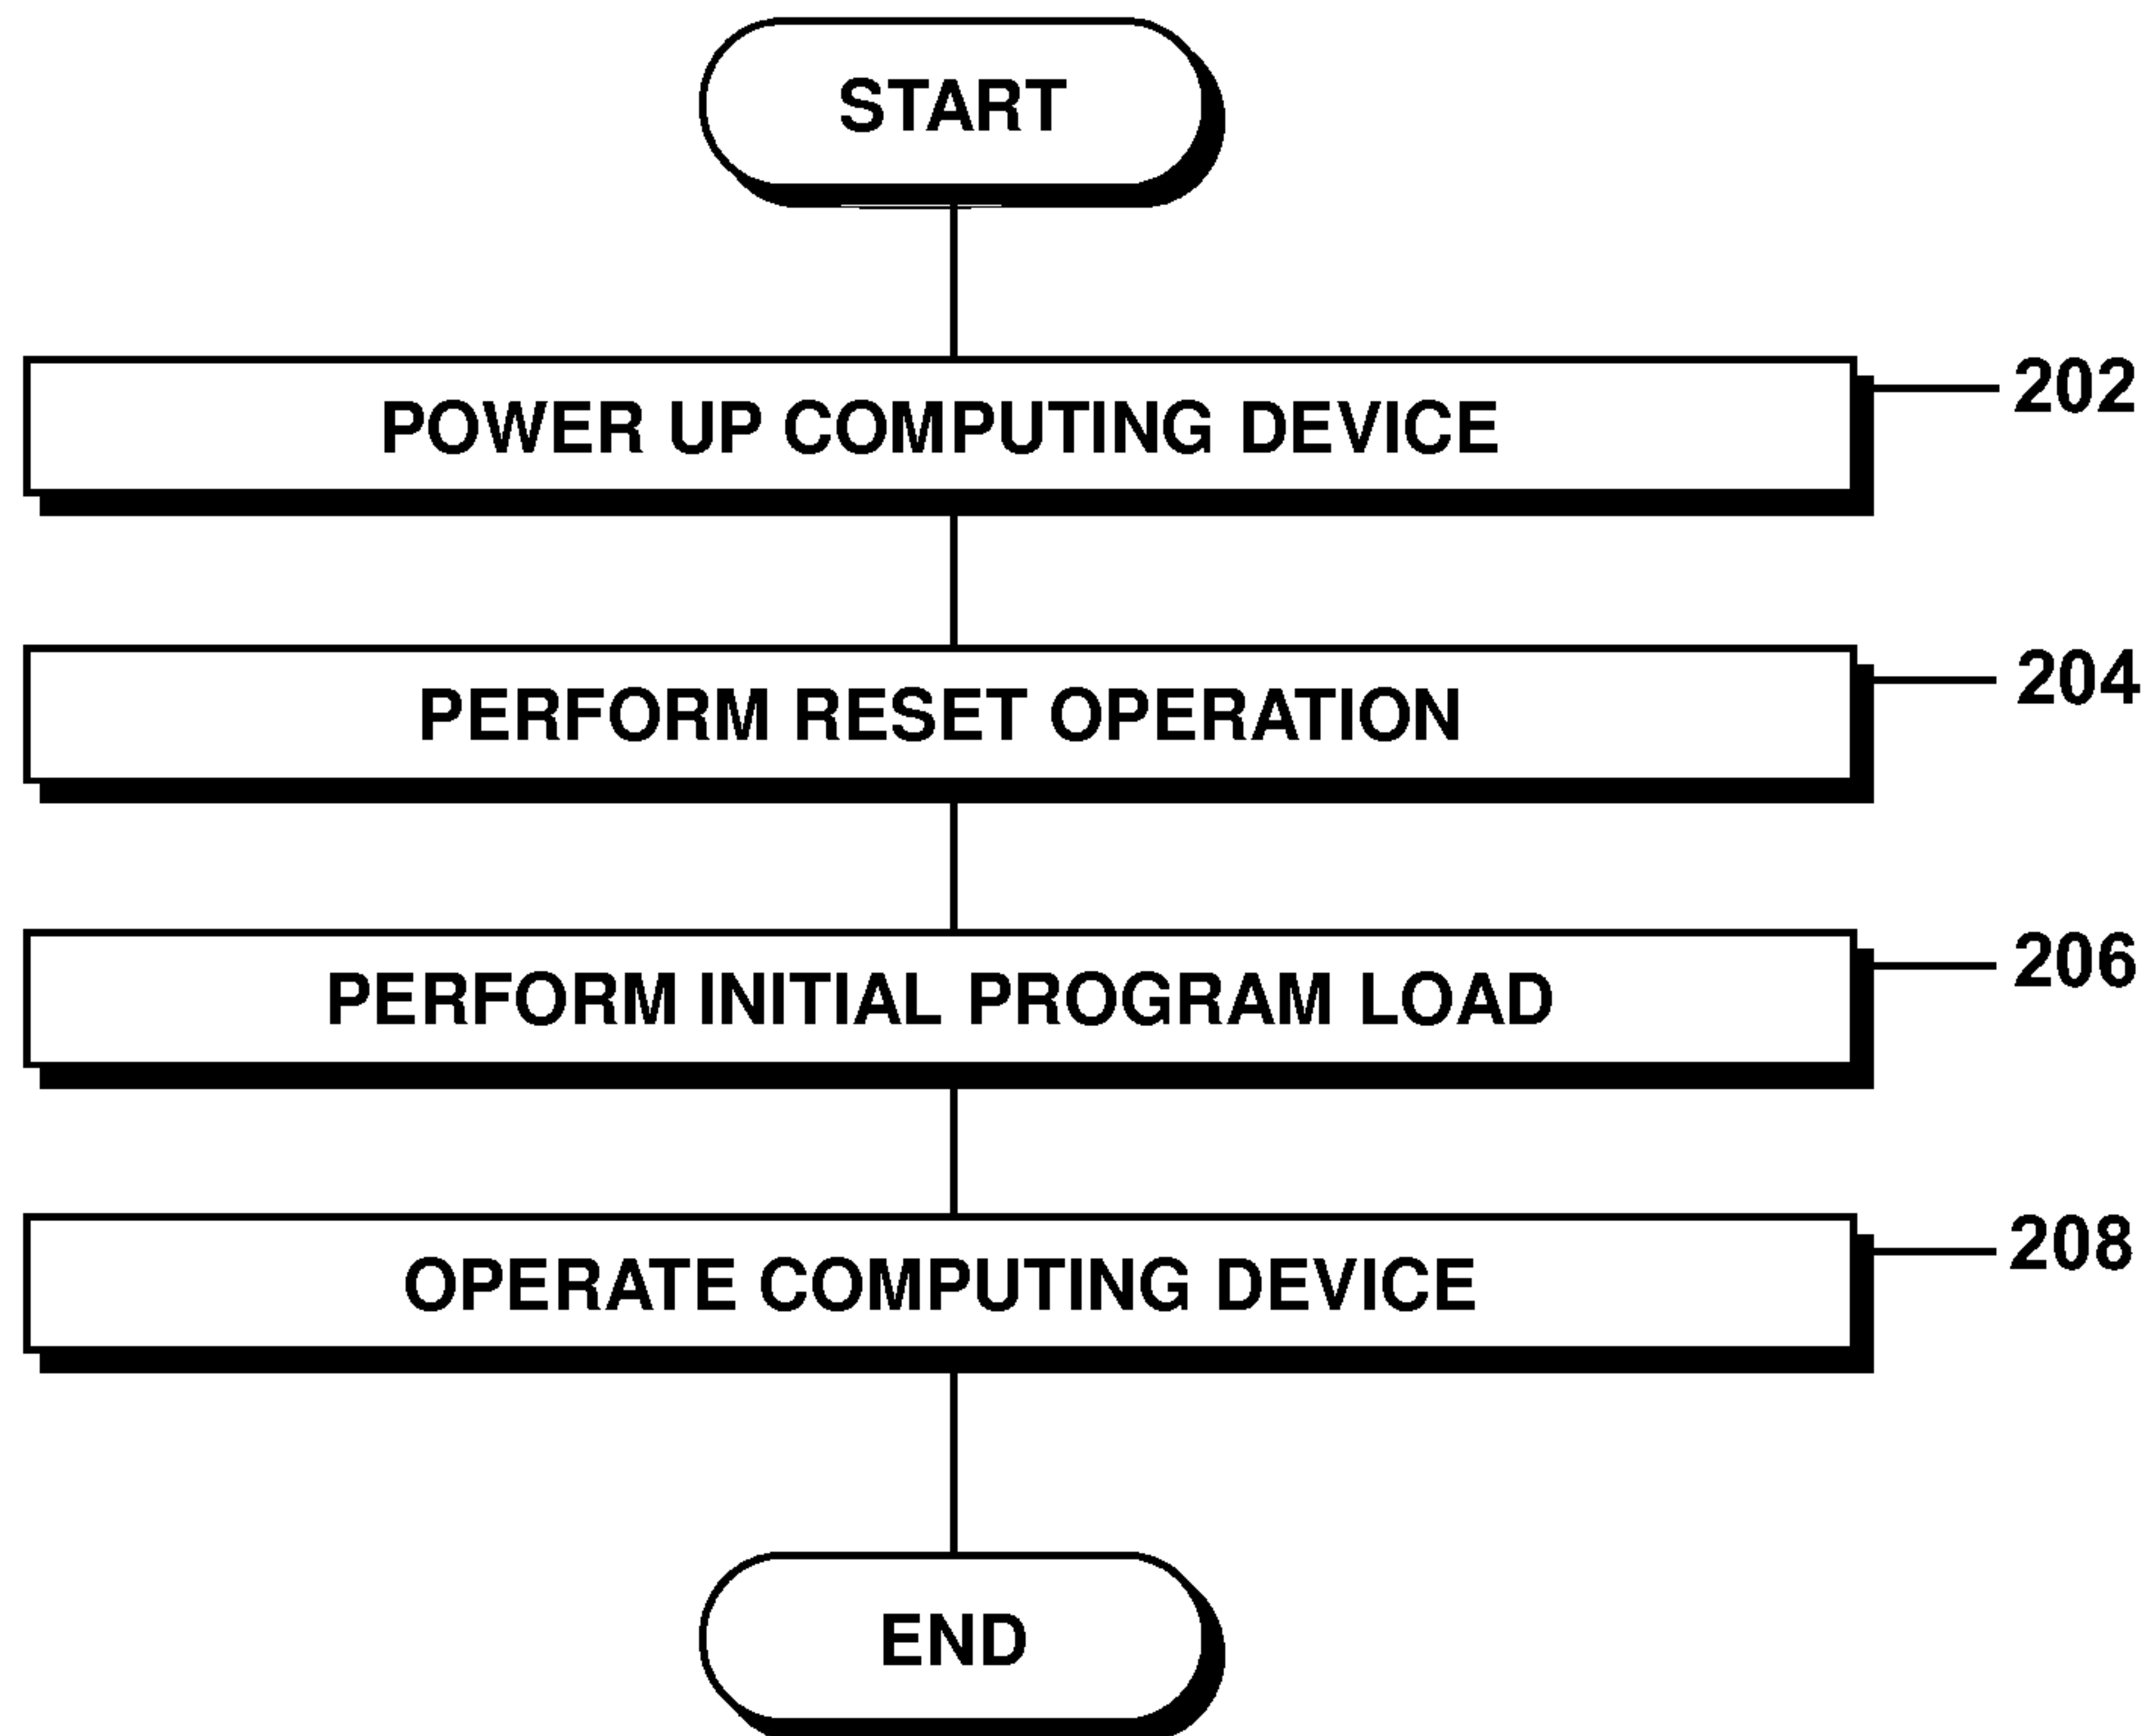 START
POWER UP COMPUTING DEVICE
202
PERFORM RESET OPERATION
204
PERFORM INITIAL PROGRAM LOAD
206
OPERATE COMPUTING DEVICE
208
END